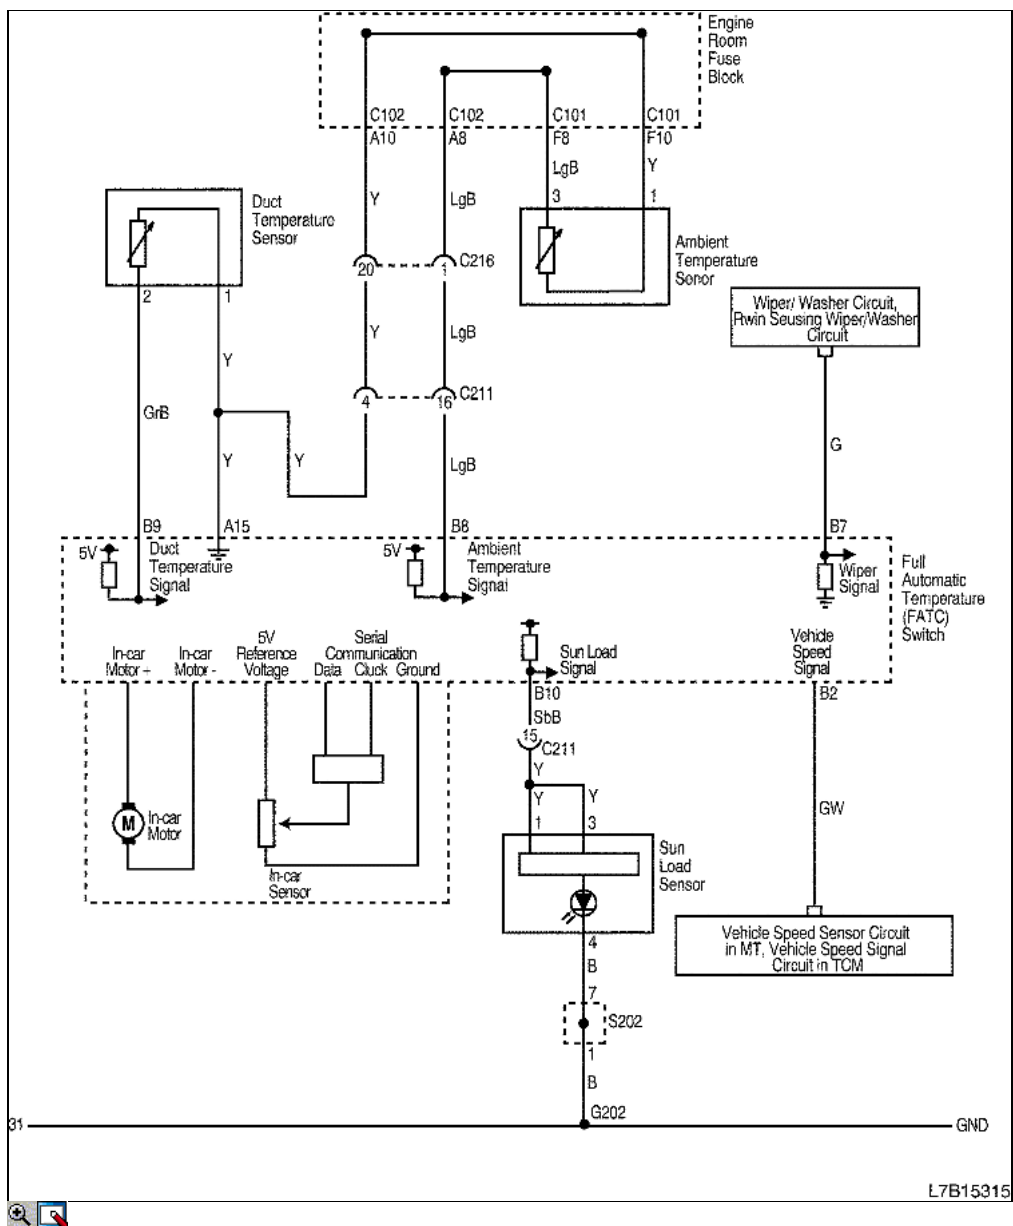 Engine
Room
Fuse
Block
C102
C102
C101
C101
A10
A8
F8
F10
LgB
Y
3
1
Y
LgB
Duct
Temperature
Sensor
Ambient
Temperature
Senor
20
1
C216
2
1
Wiper/ Washer Circuit,
Rwin Seusing Wiper/Washer
Circuit
Y
LgB
Y
4
16
C211
GrB
G
Y
Y
LgB
B9
A15
B8
B7
5V
Duct
Temperature
Signal
5V
Ambient
Temperature
Signal
Wiper
Signal
Full
Automatic
Temperature
(FATC)
Switch
In-car
Motor +
In-car
Motor -
5V
Reference
Voltage
Serial
Communication
Data
Cluck
Ground
Sun Load
Signal
Vehicle
Speed
Signal
B10
B2
SbB
15
C211
Y
Y
Y
1
3
GW
M
In-car
Motor
In-car
Sensor
Sun
Load
Sensor
4
B
7
S202
1
B
Vehicle Speed Sensor Circuit
in MT, Vehicle Speed Signal
Circuit in TCM
31
G202
GND
L7B15315